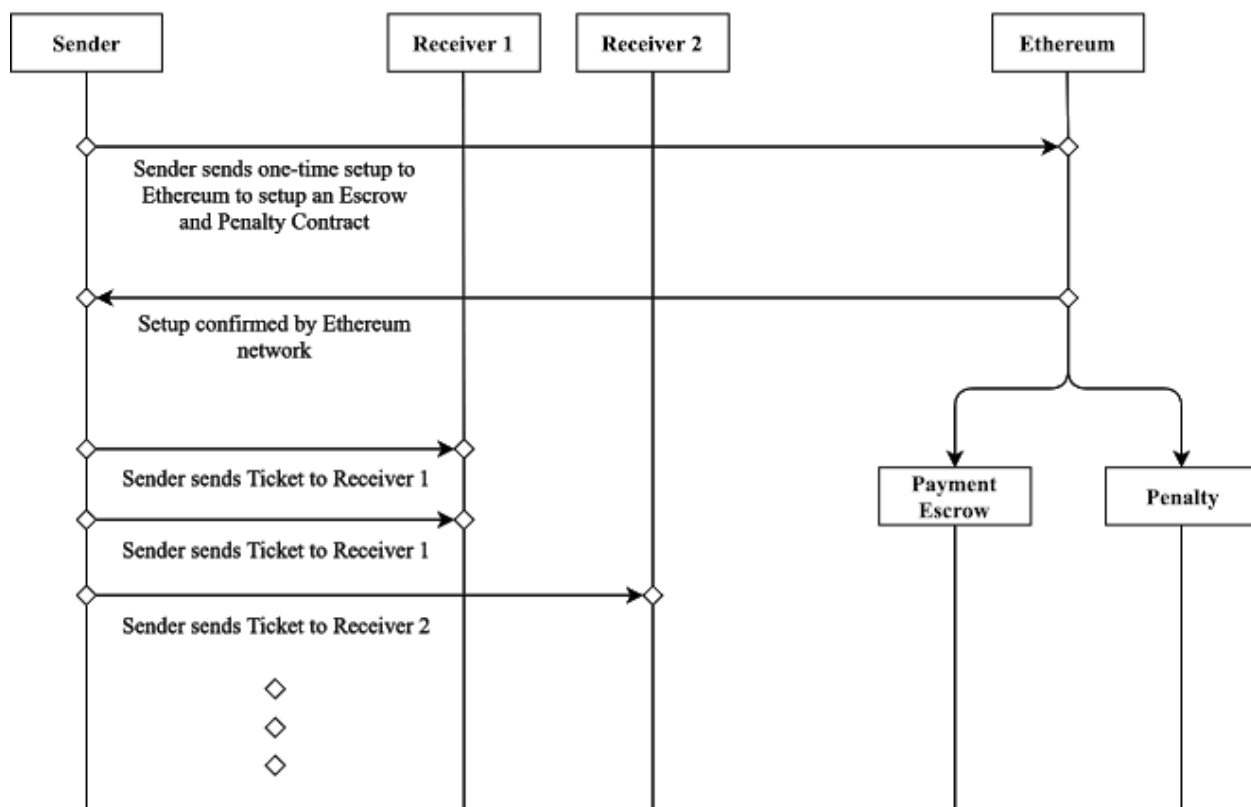 Sender
Receiver 1
Receiver 2
Ethereum
Sender sends one-time setup to
Ethereum to setup an Escrow
and Penalty Contract
Setup confirmed by Ethereum
network
Sender sends Ticket to Receiver 1
Payment
Escrow
Penalty
Sender sends Ticket to Receiver 1
Sender sends Ticket to Receiver 2